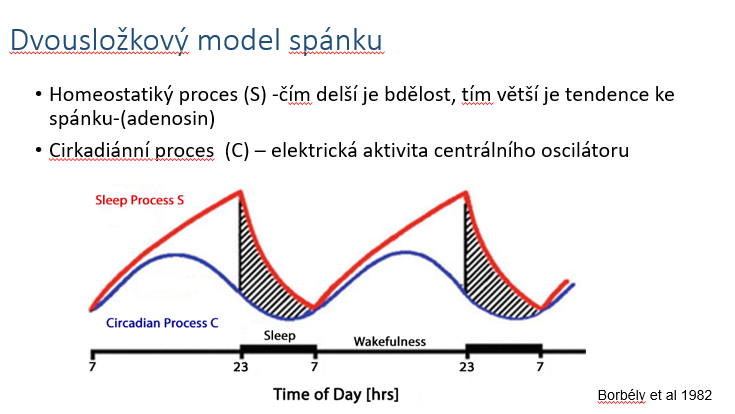 Dvousložkový model spánku
• Homeostatiký proces (S) -čím delší je bdělost, tím větší je tendence ke
spánku-(adenosin)
• Cirkadiánní proces  (C) – elektrická aktivita centrálního oscilátoru
Sleep Process S
Circadian Process C
Sleep
Wakefulness
7 23 7 23 7
Time of Day [hrs]
Borbély et al 1982